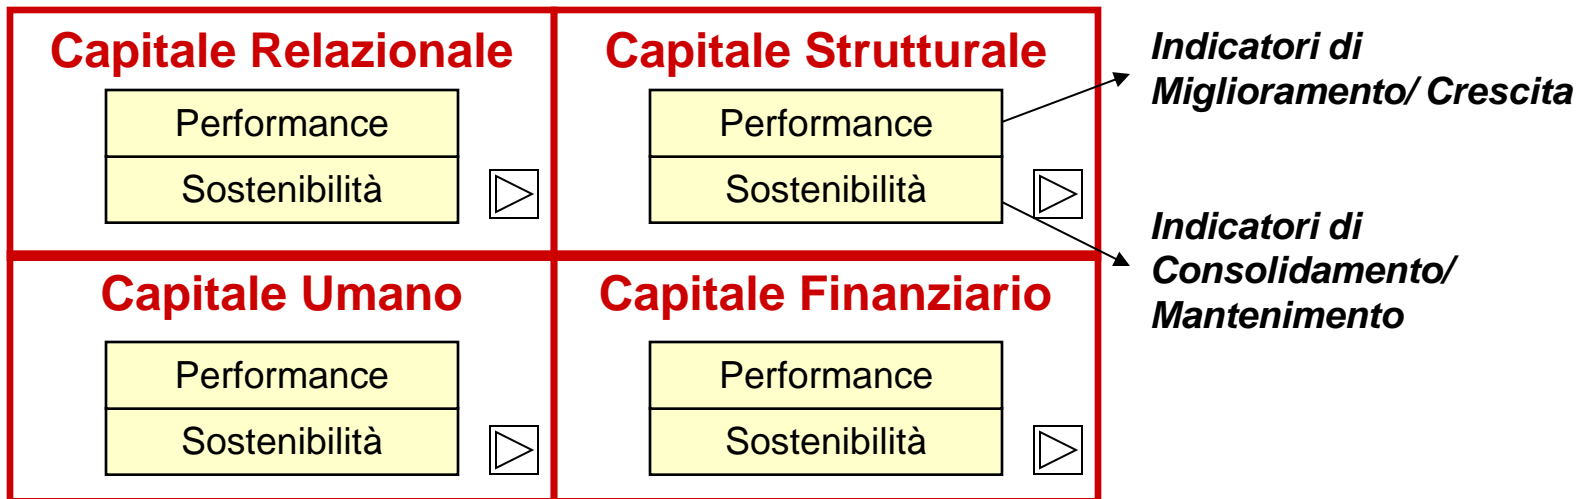 Capitale Relazionale
Performance
Sostenibilità
Capitale Strutturale
Performance
Sostenibilità
Indicatori di
Miglioramento/ Crescita
Indicatori di
Consolidamento/
Mantenimento
Capitale Umano
Performance
Sostenibilità
Capitale Finanziario
Performance
Sostenibilità